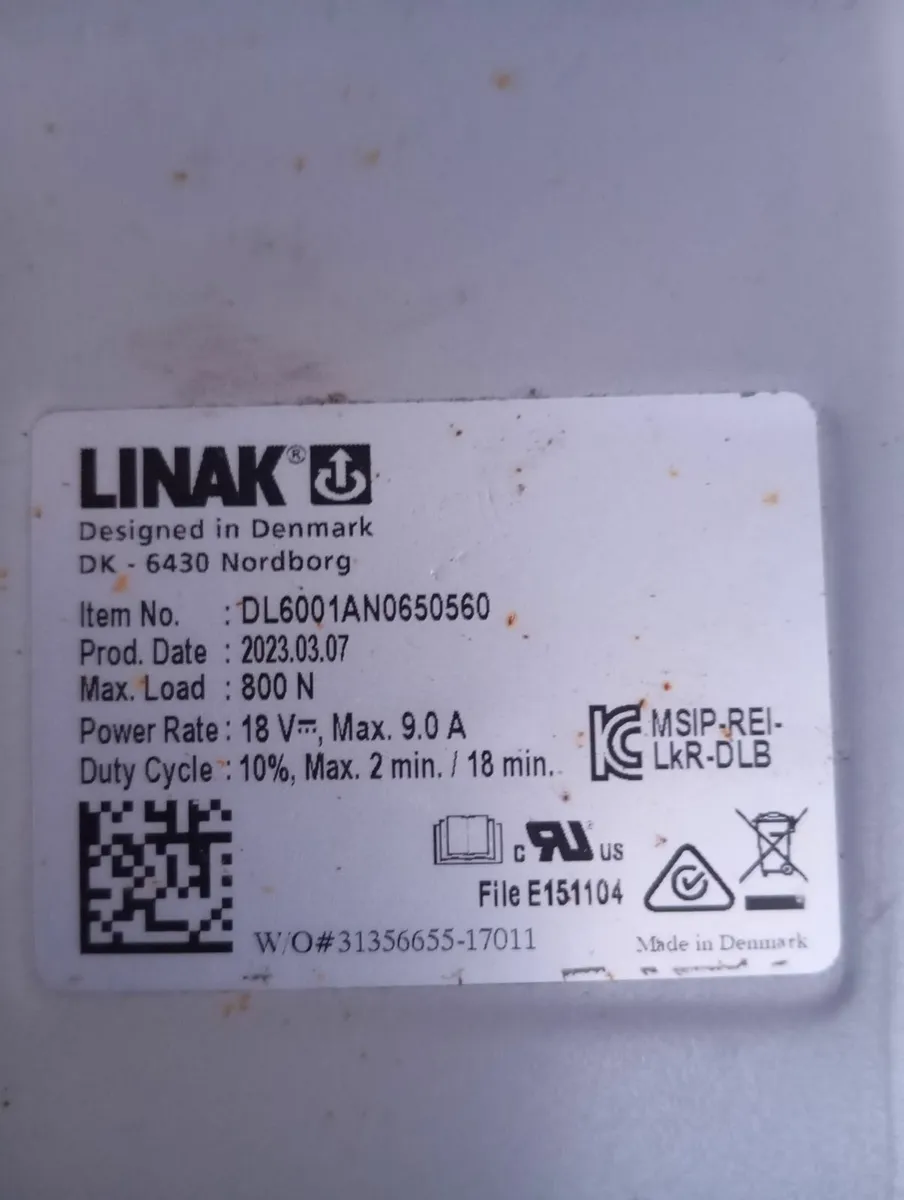 LINAK®
Designed in Denmark
DK - 6430 Nordborg
Item No. : DL6001AN0650560
Prod. Date : 2023.03.07
Max. Load : 800 N
Power Rate : 18 V⎓, Max. 9.0 A
Duty Cycle : 10%, Max. 2 min. / 18 min.
MSIP-REI-
LkR-DLB
c RU® US
File E151104
W/O#31356655-17011
Made in Denmark